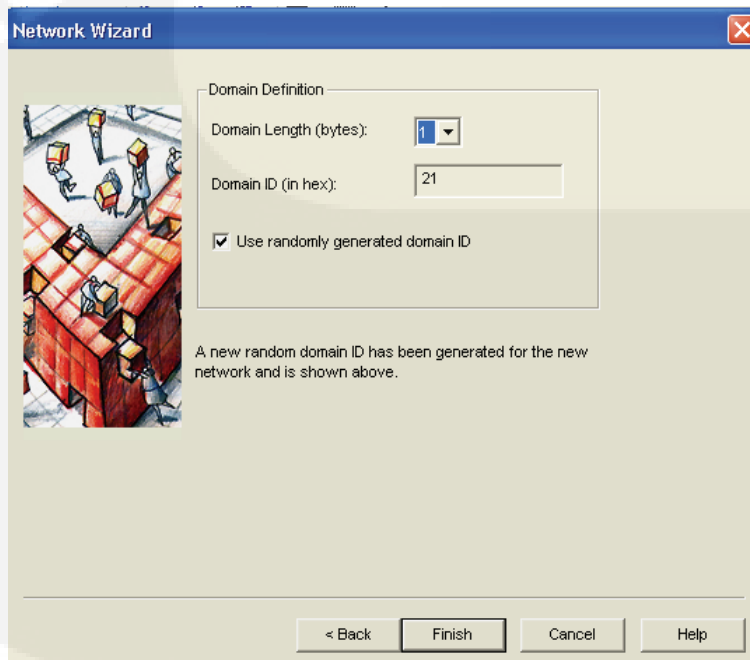 Network Wizard
Domain Definition
Domain Length (bytes): 1
Domain ID (in hex): 21
Use randomly generated domain ID
A new random domain ID has been generated for the new
network and is shown above.
< Back Finish Cancel Help